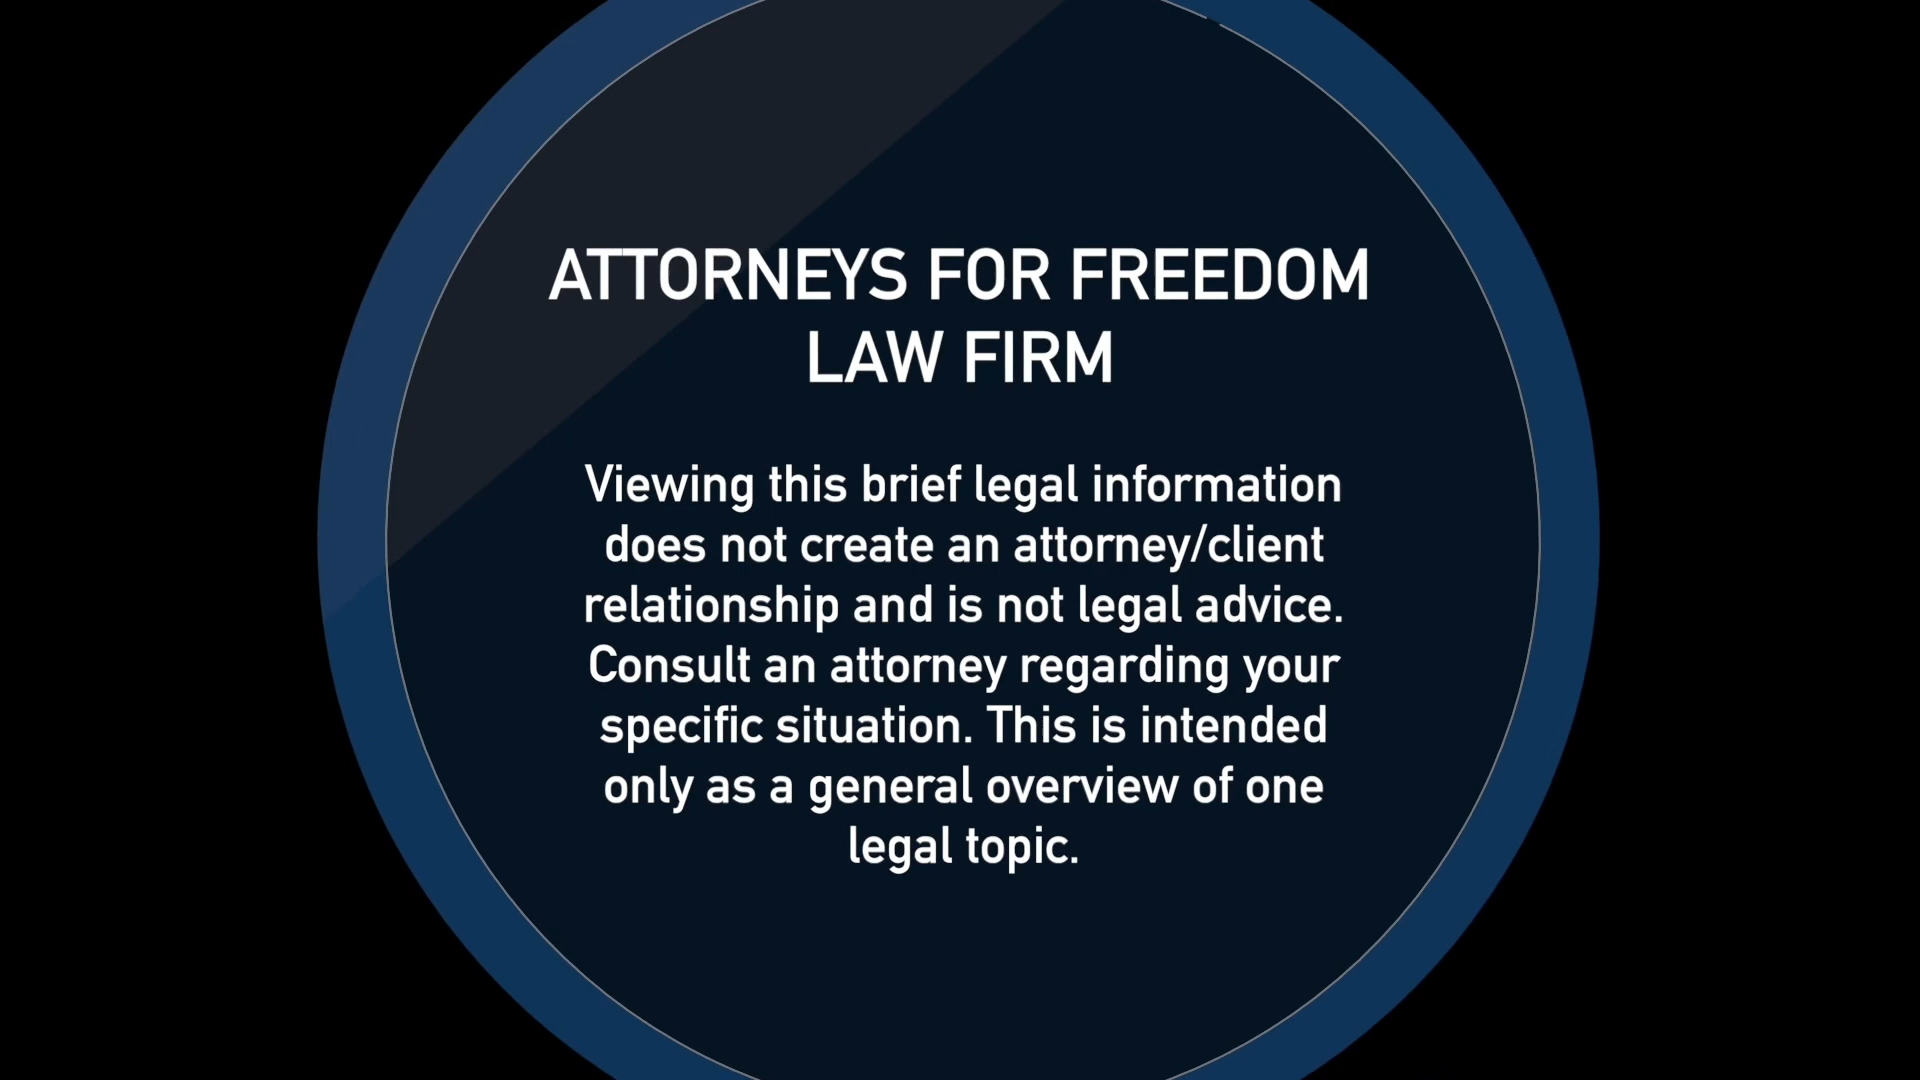 ATTORNEYS FOR FREEDOM
LAW FIRM
Viewing this brief legal information
does not create an attorney/client
relationship and is not legal advice.
Consult an attorney regarding your
specific situation. This is intended
only as a general overview of one
legal topic.